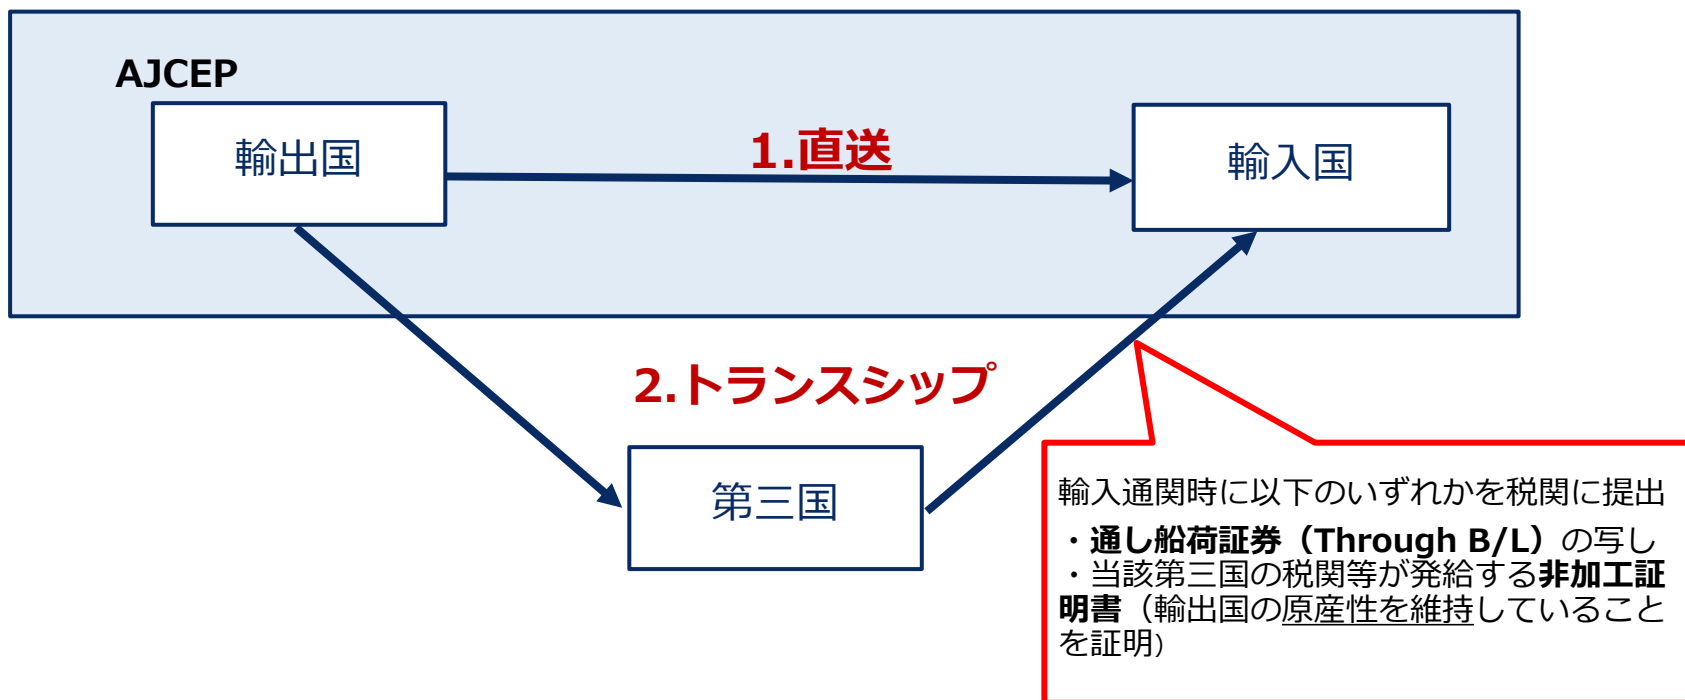 AJCEP
輸出国
1.直送
輸入国
2.トランスシップ
第三国
輸入通関時に以下のいずれかを税関に提出
・通し船荷証券（Through B/L）の写し
・当該第三国の税関等が発給する非加工証
明書（輸出国の原産性を維持していること
を証明）